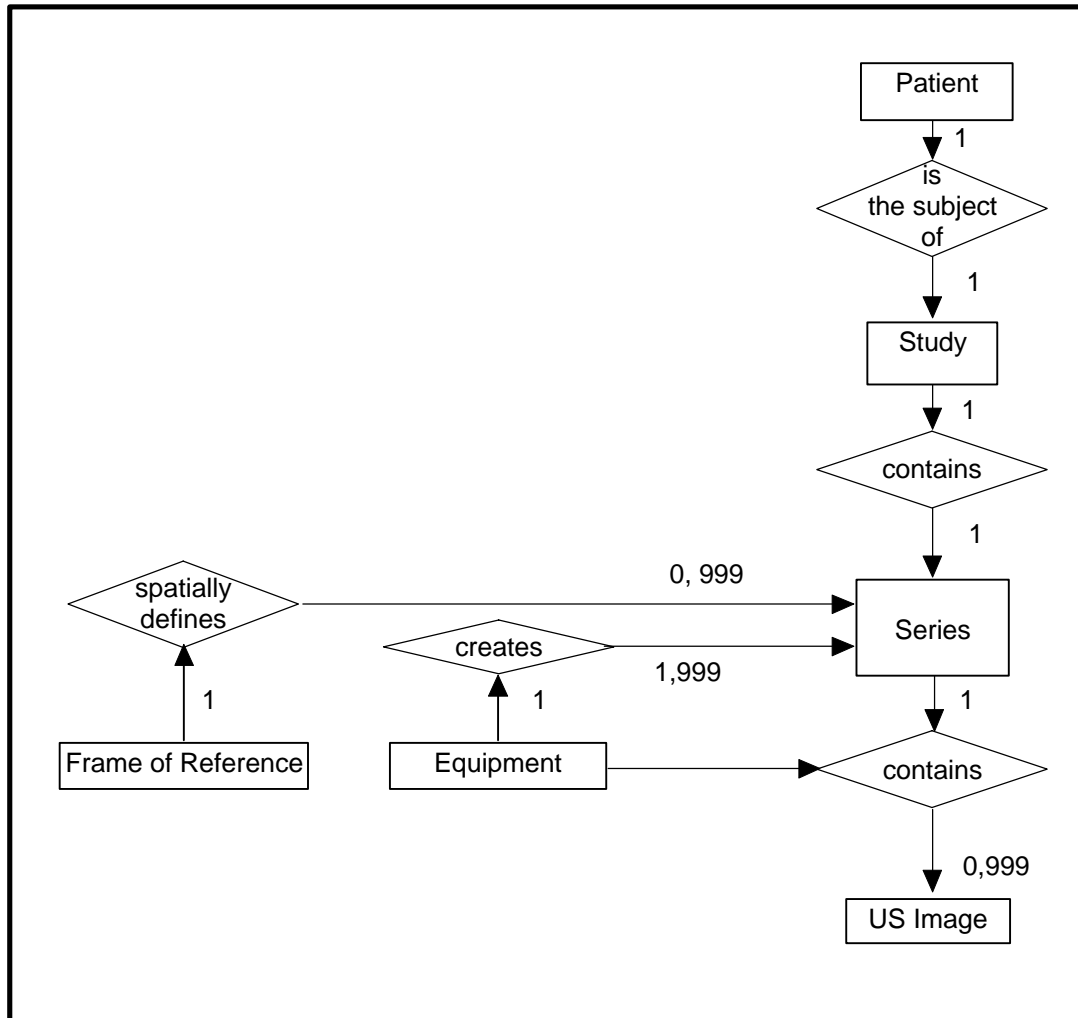 Patient
1
is
the subject
of
1
Study
1
contains
1
spatially
defines
0, 999
creates
1,999
Series
1
1
1
Frame of Reference
Equipment
contains
0,999
US Image